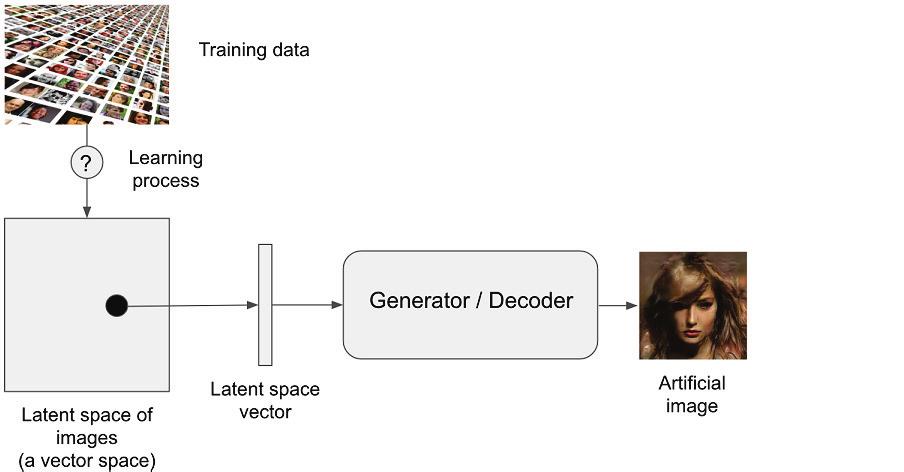 Training data
?
Learning
process
Generator / Decoder
Latent space
vector
Artificial
image
Latent space of
images
(a vector space)